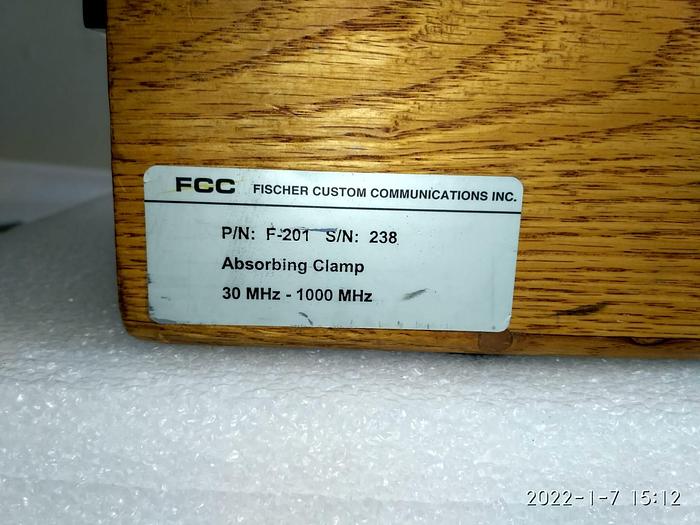 FCC FISCHER CUSTOM COMMUNICATIONS INC.
P/N: F-201 S/N: 238
Absorbing Clamp
30 MHz - 1000 MHz
2022-1-7 15:12